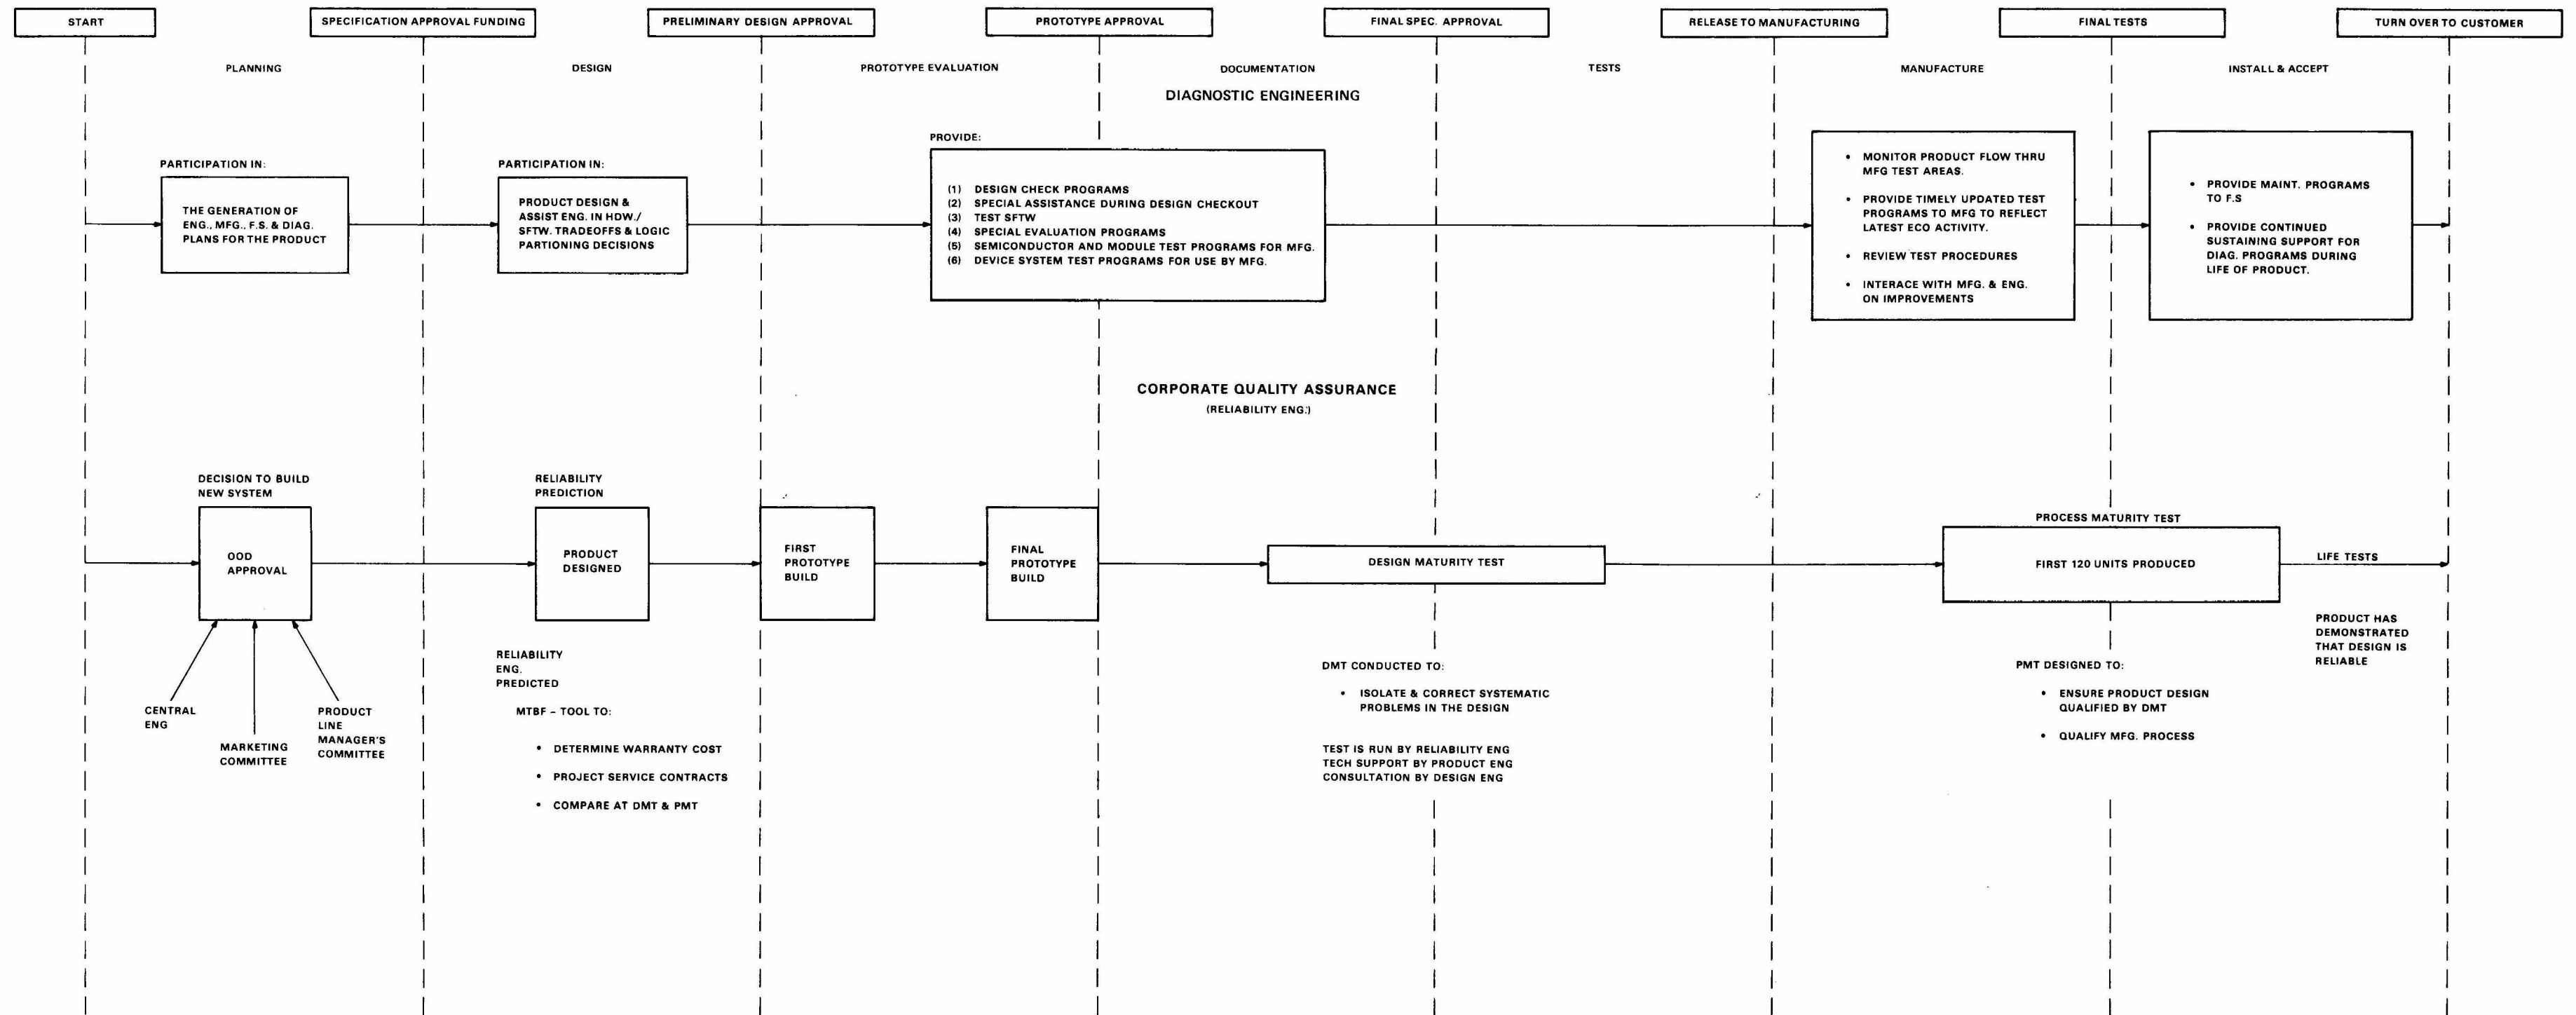 START
SPECIFICATION APPROVAL FUNDING
PRELIMINARY DESIGN APPROVAL
PROTOTYPE APPROVAL
FINAL SPEC. APPROVAL
RELEASE TO MANUFACTURING
FINAL TESTS
TURN OVER TO CUSTOMER
PLANNING
DESIGN
PROTOTYPE EVALUATION
DOCUMENTATION
TESTS
MANUFACTURE
INSTALL & ACCEPT
DIAGNOSTIC ENGINEERING
PARTICIPATION IN:
THE GENERATION OF
ENG., MFG., F.S. & DIAG.
PLANS FOR THE PRODUCT
PARTICIPATION IN:
PRODUCT DESIGN &
ASSIST ENG. IN HDW./
SFTW. TRADEOFFS & LOGIC
PARTIONING DECISIONS
PROVIDE:
(1) DESIGN CHECK PROGRAMS
(2) SPECIAL ASSISTANCE DURING DESIGN CHECKOUT
(3) TEST SFTW
(4) SPECIAL EVALUATION PROGRAMS
(5) SEMICONDUCTOR AND MODULE TEST PROGRAMS FOR MFG.
(6) DEVICE SYSTEM TEST PROGRAMS FOR USE BY MFG.
• MONITOR PRODUCT FLOW THRU
MFG TEST AREAS.
• PROVIDE TIMELY UPDATED TEST
PROGRAMS TO MFG TO REFLECT
LATEST ECO ACTIVITY.
• REVIEW TEST PROCEDURES
• INTERACE WITH MFG. & ENG.
ON IMPROVEMENTS
• PROVIDE MAINT. PROGRAMS
TO F.S
• PROVIDE CONTINUED
SUSTAINING SUPPORT FOR
DIAG. PROGRAMS DURING
LIFE OF PRODUCT.
CORPORATE QUALITY ASSURANCE
(RELIABILITY ENG.)
DECISION TO BUILD
NEW SYSTEM
OOD
APPROVAL
CENTRAL
ENG
MARKETING
COMMITTEE
PRODUCT
LINE
MANAGER'S
COMMITTEE
RELIABILITY
PREDICTION
PRODUCT
DESIGNED
RELIABILITY
ENG.
PREDICTED
MTBF – TOOL TO:
• DETERMINE WARRANTY COST
• PROJECT SERVICE CONTRACTS
• COMPARE AT DMT & PMT
FIRST
PROTOTYPE
BUILD
FINAL
PROTOTYPE
BUILD
DESIGN MATURITY TEST
DMT CONDUCTED TO:
• ISOLATE & CORRECT SYSTEMATIC
PROBLEMS IN THE DESIGN
TEST IS RUN BY RELIABILITY ENG
TECH SUPPORT BY PRODUCT ENG
CONSULTATION BY DESIGN ENG
PROCESS MATURITY TEST
FIRST 120 UNITS PRODUCED
PMT DESIGNED TO:
• ENSURE PRODUCT DESIGN
QUALIFIED BY DMT
• QUALIFY MFG. PROCESS
LIFE TESTS
PRODUCT HAS
DEMONSTRATED
THAT DESIGN IS
RELIABLE